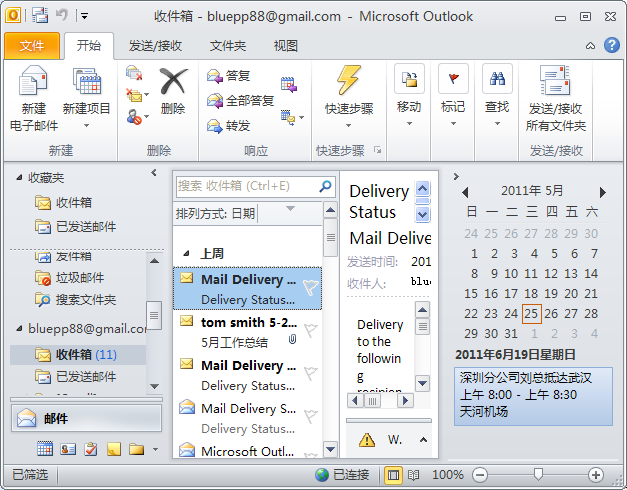 收件箱 - bluepp88@gmail.com - Microsoft Outlook
文件 开始 发送/接收 文件夹 视图
新建
电子邮件
新建项目
新建
删除
删除
答复
全部答复
转发
响应
快速步骤
快速步骤
移动
标记
查找
发送/接收
所有文件夹
发送/接收
收藏夹
收件箱
已发送邮件
发件箱
垃圾邮件
搜索文件夹
bluepp88@gmail.com
收件箱 (11)
已发送邮件
邮件
搜索 收件箱 (Ctrl+E)
排列方式: 日期
上周
Mail Delivery ...
Delivery Status...
tom smith 5-2...
5月工作总结
Mail Delivery ...
Delivery Status...
Mail Delivery S...
Delivery Status...
Microsoft Outl...
Delivery
Status
Mail Delive
发送时间: 201
收件人: blue
Delivery
to the
followin
g
recipien
W.
2011年 5月
日 一 二 三 四 五 六
24 25 26 27 28 29 30
1 2 3 4 5 6 7
8 9 10 11 12 13 14
15 16 17 18 19 20 21
22 23 24 25 26 27 28
29 30 31 1 2 3 4
2011年6月19日星期日
深圳分公司刘总抵达武汉
上午 8:00 - 上午 8:30
天河机场
已筛选 已连接 100%